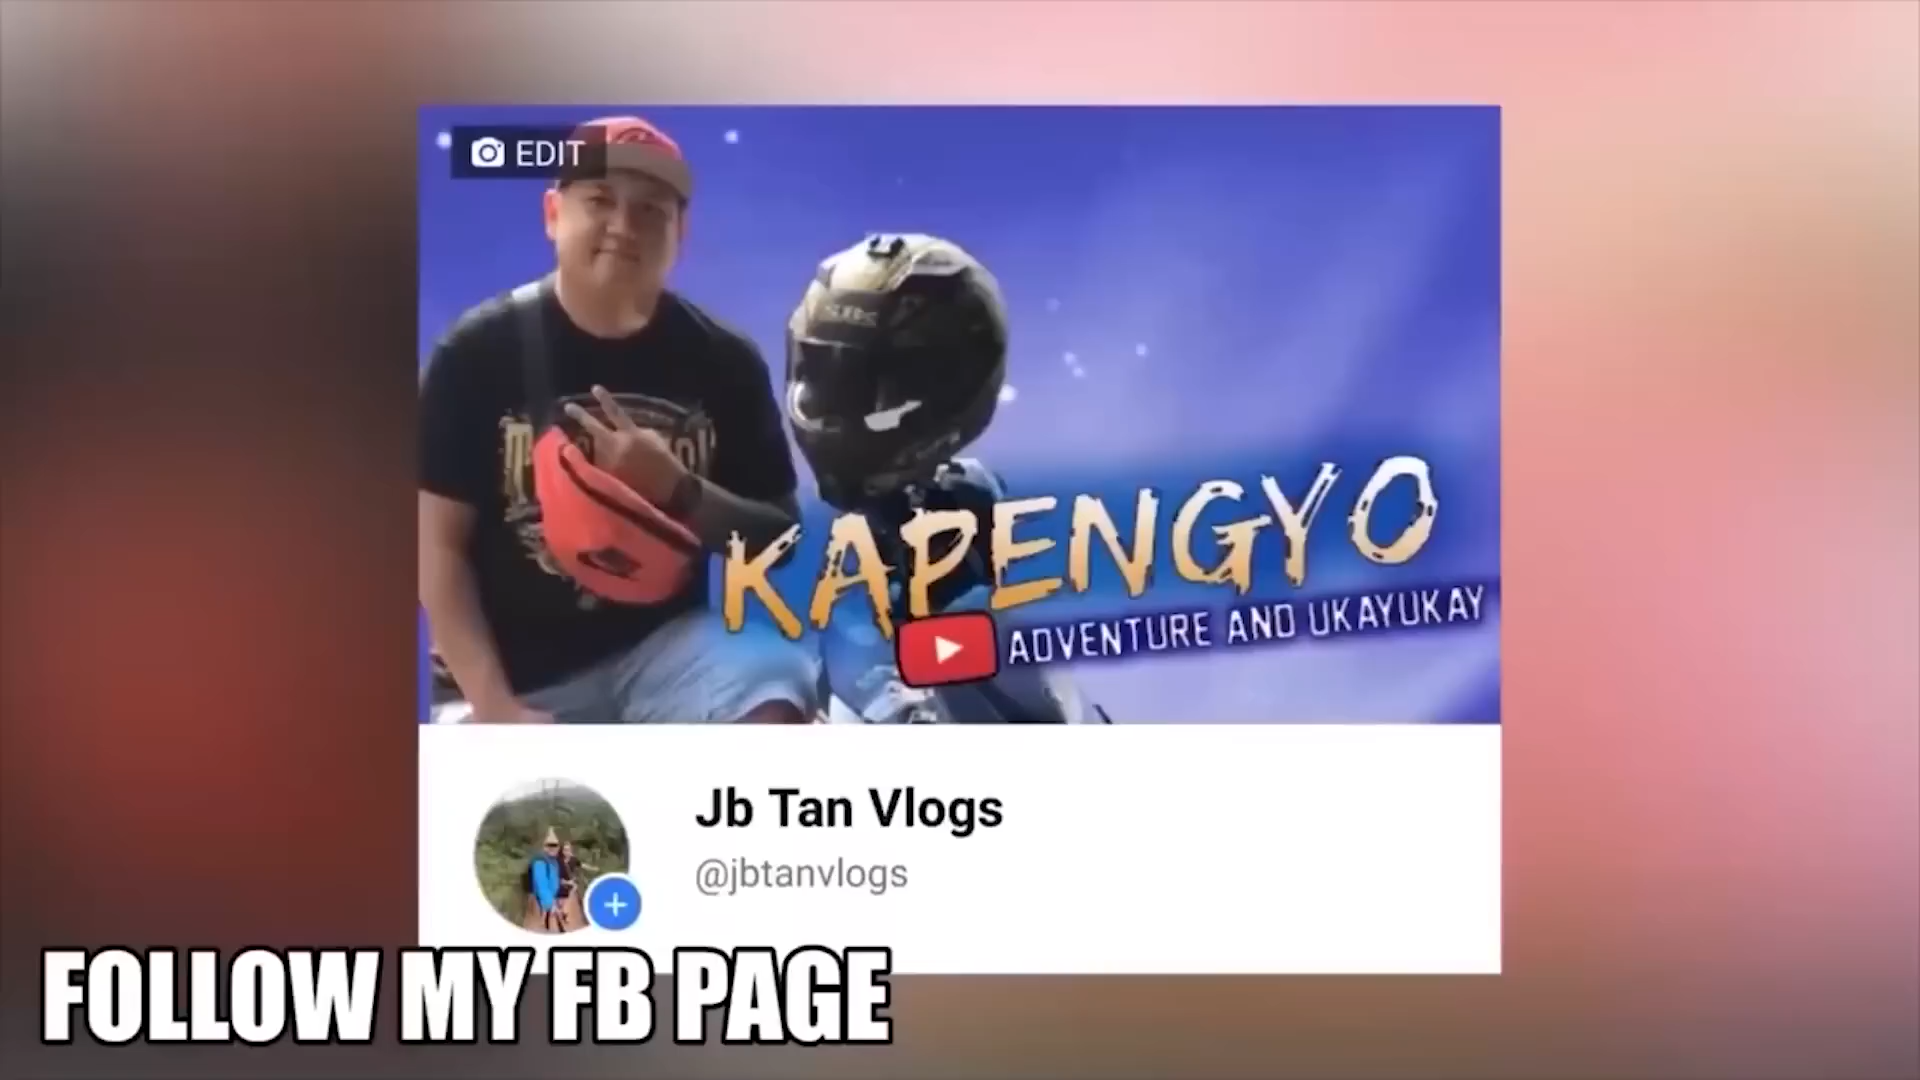 EDIT
KAPENGYO
ADVENTURE AND UKAYUKAY
Jb Tan Vlogs
@jbtanvlogs
FOLLOW MY FB PAGE